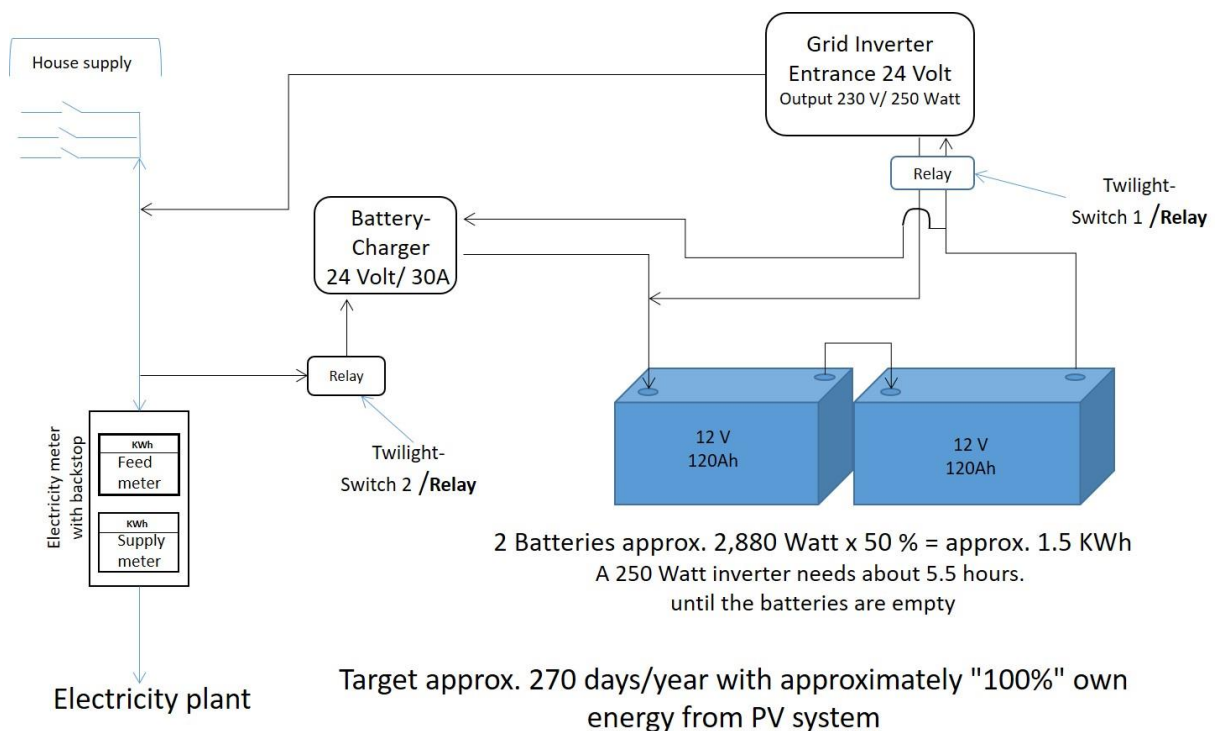 House supply
Grid Inverter
Entrance 24 Volt
Output 230 V/ 250 Watt
Relay
Twilight-
Switch 1 /Relay
Battery-
Charger
24 Volt/ 30A
Relay
Twilight-
Switch 2 /Relay
Electricity meter
with backstop
KWh
Feed
meter
KWh
Supply
meter
12 V
120Ah
12 V
120Ah
2 Batteries approx. 2,880 Watt x 50 % = approx. 1.5 KWh
A 250 Watt inverter needs about 5.5 hours.
until the batteries are empty
Electricity plant
Target approx. 270 days/year with approximately "100%" own
energy from PV system